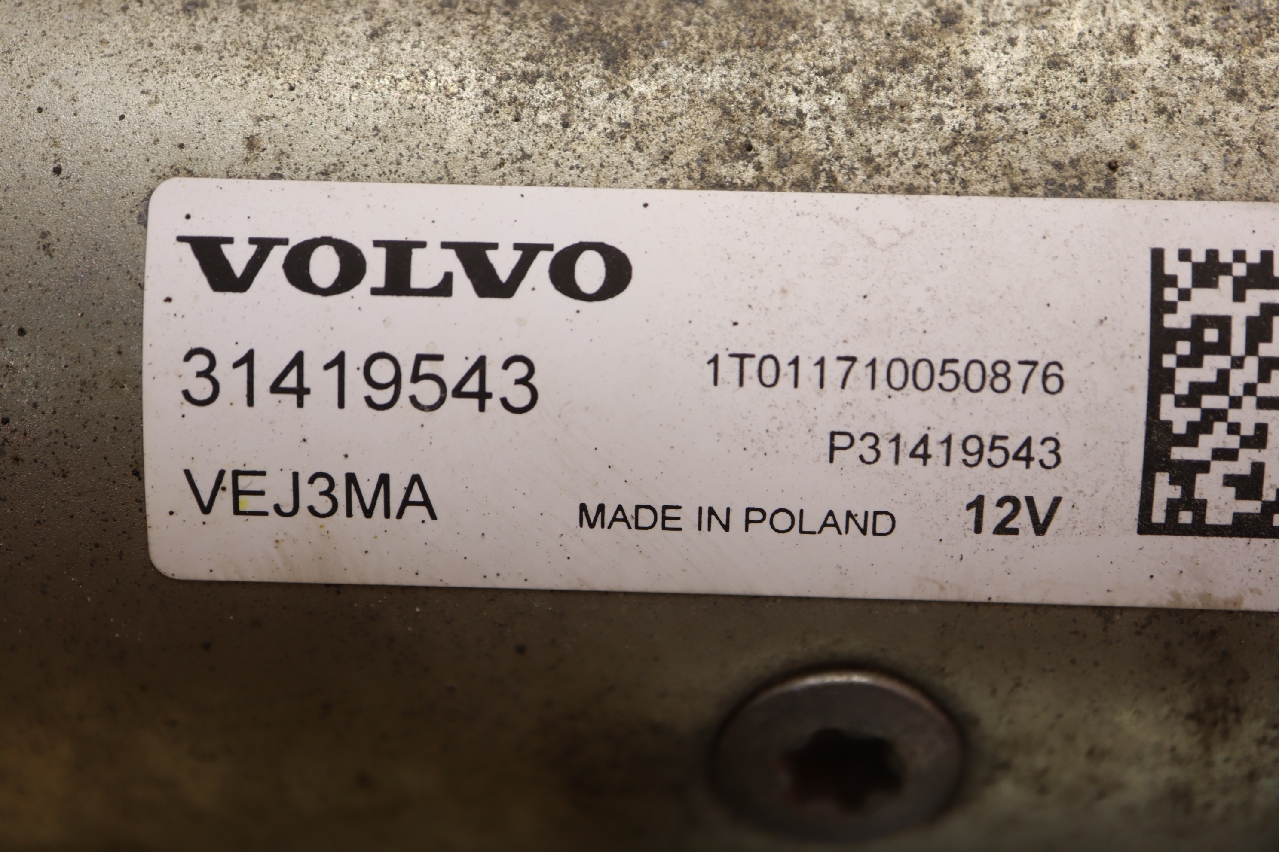 VOLVO
31419543
1T011710050876
P31419543
VEJ3MA
MADE IN POLAND
12V